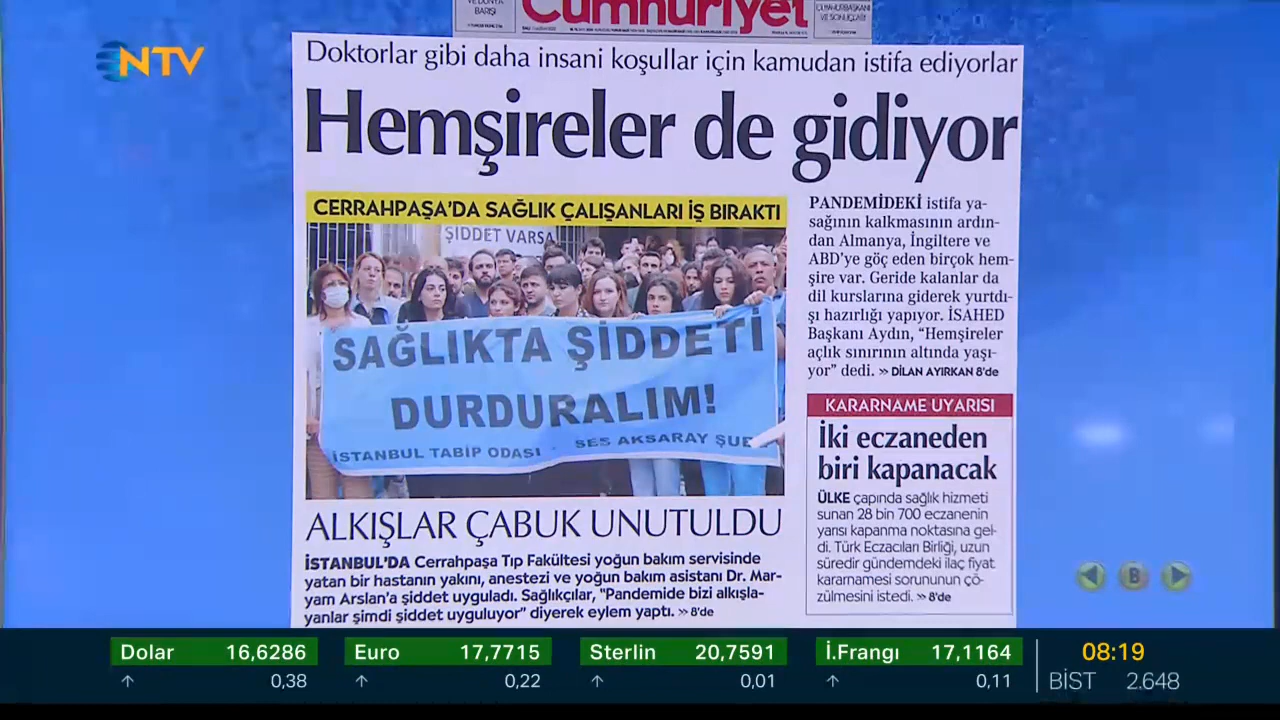 Cumhuriyet
NTV
Doktorlar gibi daha insani koşullar için kamudan istifa ediyorlar
Hemşireler de gidiyor
CERRAHPAŞA'DA SAĞLIK ÇALIŞANLARI İŞ BIRAKTI
ŞİDDET VARSA
SAĞLIKTA ŞİDDETİ
DURDURALIM!
İSTANBUL TABİP ODASI SES AKSARAY
ALKIŞLAR ÇABUK UNUTULDU
İSTANBUL'DA Cerrahpaşa Tıp Fakültesi yoğun bakım servisinde
yatan bir hastanın yakını, anestezi ve yoğun bakım asistanı Dr. Mar-
yam Arslan'a şiddet uyguladı. Sağlıkçılar, "Pandemide bizi alkışla-
yanlar şimdi şiddet uyguluyor" diyerek eylem yaptı. >> 8'de
PANDEMİDEKİ istifa ya-
sağının kalkmasının ardın-
dan Almanya, İngiltere ve
ABD'ye göç eden birçok hem-
şire var. Geride kalanlar da
dil kurslarına giderek yurtdı-
şı hazırlığı yapıyor. İSAHED
Başkanı Aydın, "Hemşireler
açlık sınırının altında yaşı-
yor" dedi. >> DİLAN AYIRKAN 8'de
KARARNAME UYARISI
İki eczaneden
biri kapanacak
ÜLKE çapında sağlık hizmeti
sunan 28 bin 700 eczanenin
yarısı kapanma noktasına gel-
di. Türk Eczacıları Birliği, uzun
süredir gündemdeki ilaç fiyat
kararnamesi sorununun çö-
zülmesini istedi. >> 8'de
B
Dolar 16,6286
↑ 0,38
Euro 17,7715
↑ 0,22
Sterlin 20,7591
↑ 0,01
İ.Frangı 17,1164
↑ 0,11
08:19
BİST 2.648